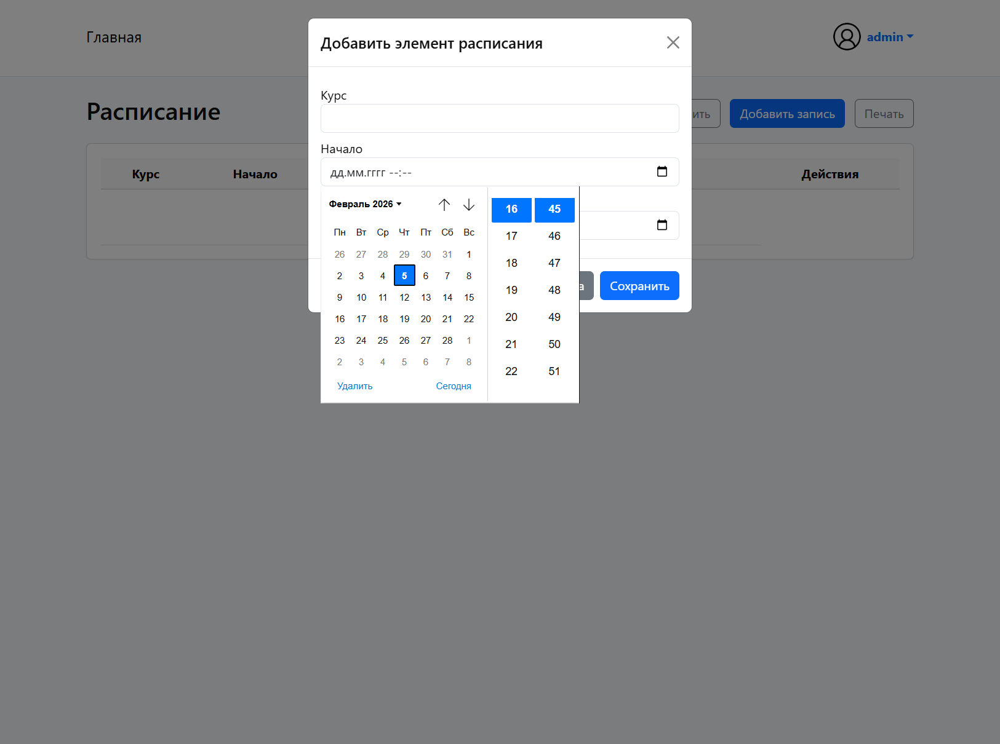 Главная
admin
Добавить элемент расписания
Курс
Начало
дд.мм.гггг --:--
Расписание
Добавить запись
Печать
Курс
Начало
Действия
Февраль 2026
Пн Вт Ср Чт Пт Сб Вс
26 27 28 29 30 31 1
2 3 4 5 6 7 8
9 10 11 12 13 14 15
16 17 18 19 20 21 22
23 24 25 26 27 28 1
2 3 4 5 6 7 8
Удалить
Сегодня
16 45
17 46
18 47
19 48
20 49
21 50
22 51
Сохранить